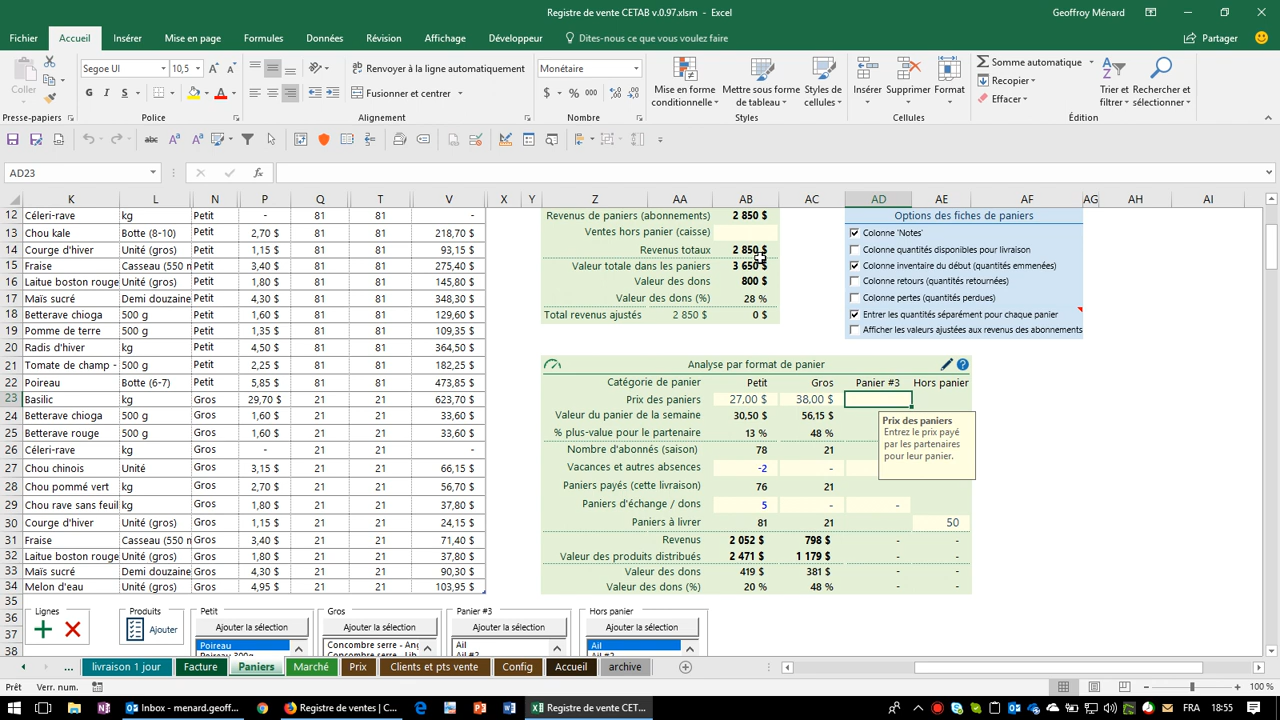 Registre de vente CETAB v.0.97.xlsm - Excel
Geoffroy Ménard
Fichier Accueil Insérer Mise en page Formules Données Révision Affichage Développeur Dites-nous ce que vous voulez faire Partager
Coller
Segoe UI 10,5
Renvoyer à la ligne automatiquement
Fusionner et centrer
Monétaire
Mise en forme conditionnelle
Mettre sous forme de tableau
Styles de cellules
Insérer Supprimer Format
Somme automatique
Recopier
Effacer
Trier et filtrer
Rechercher et sélectionner
Presse-papiers Police Alignement Nombre Styles Cellules Édition
AD23
K L N P Q T V X Y Z AA AB AC AD AE AF AG AH AI
12 Céleri-rave kg Petit - 81 81 -
13 Chou kale Botte (8-10) Petit 2,70 $ 81 81 218,70 $
14 Courge d'hiver Unité (gros) Petit 1,15 $ 81 81 93,15 $
15 Fraise Casseau (550 m Petit 3,40 $ 81 81 275,40 $
16 Laitue boston rouge Unité (gros) Petit 1,80 $ 81 81 145,80 $
17 Maïs sucré Demi douzaine Petit 4,30 $ 81 81 348,30 $
18 Betterave chioga 500 g Petit 1,60 $ 81 81 129,60 $
19 Pomme de terre 500 g Petit 1,35 $ 81 81 109,35 $
20 Radis d'hiver kg Petit 4,50 $ 81 81 364,50 $
21 Tomate de champ - 500 g Petit 2,25 $ 81 81 182,25 $
22 Poireau Botte (6-7) Petit 5,85 $ 81 81 473,85 $
23 Basilic kg Gros 29,70 $ 21 21 623,70 $
24 Betterave chioga 500 g Gros 1,60 $ 21 21 33,60 $
25 Betterave rouge 500 g Gros 1,60 $ 21 21 33,60 $
26 Céleri-rave kg Gros - 21 21 -
27 Chou chinois Unité Gros 3,15 $ 21 21 66,15 $
28 Chou pommé vert kg Gros 2,70 $ 21 21 56,70 $
29 Chou rave sans feuil kg Gros 1,80 $ 21 21 37,80 $
30 Courge d'hiver Unité (gros) Gros 1,15 $ 21 21 24,15 $
31 Fraise Casseau (550 m Gros 3,40 $ 21 21 71,40 $
32 Laitue boston rouge Unité (gros) Gros 1,80 $ 21 21 37,80 $
33 Maïs sucré Demi douzaine Gros 4,30 $ 21 21 90,30 $
34 Melon d'eau Unité (gros) Gros 4,95 $ 21 21 103,95 $
35
36
37
38
Revenus de paniers (abonnements) 2 850 $
Ventes hors panier (caisse)
Revenus totaux 2 850 $
Valeur totale dans les paniers 3 650 $
Valeur des dons 800 $
Valeur des dons (%) 28 %
Total revenus ajustés 2 850 $ 0 $
Options des fiches de paniers
Colonne 'Notes'
Colonne quantités disponibles pour livraison
Colonne inventaire du début (quantités emmenées)
Colonne retours (quantités retournées)
Colonne pertes (quantités perdues)
Entrer les quantités séparément pour chaque panier
Afficher les valeurs ajustées aux revenus des abonnements
Analyse par format de panier
Catégorie de panier Petit Gros Panier #3 Hors panier
Prix des paniers 27,00 $ 38,00 $
Valeur du panier de la semaine 30,50 $ 56,15 $
% plus-value pour le partenaire 13 % 48 %
Nombre d'abonnés (saison) 78 21
Vacances et autres absences -2 -
Paniers payés (cette livraison) 76 21
Paniers d'échange / dons 5 - -
Paniers à livrer 81 21 50
Revenus 2 052 $ 798 $ - -
Valeur des produits distribués 2 471 $ 1 179 $ - -
Valeur des dons 419 $ 381 $ - -
Valeur des dons (%) 20 % 48 % - -
Prix des paniers
Entrez le prix payé
par les partenaires
pour leur panier.
Lignes Produits Petit Gros Panier #3 Hors panier
Ajouter
Ajouter la sélection Ajouter la sélection Ajouter la sélection Ajouter la sélection
Poireau Concombre serre - Ang Ail Ail
... livraison 1 jour Facture Paniers Marché Prix Clients et pts vente Config Accueil archive
Prêt Verr. num. 100 %
Inbox - menard.geoff... Registre de ventes | C... Registre de vente CET... FRA 18:55